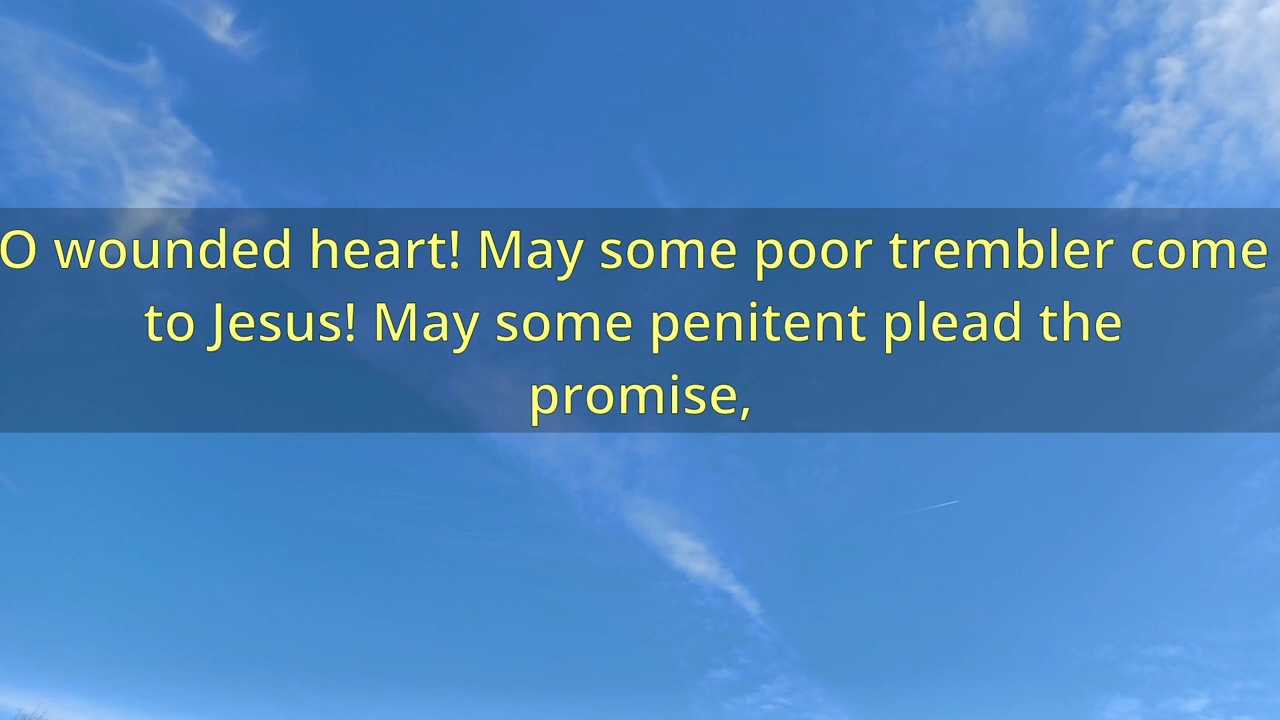 O wounded heart! May some poor trembler come
to Jesus! May some penitent plead the
promise,